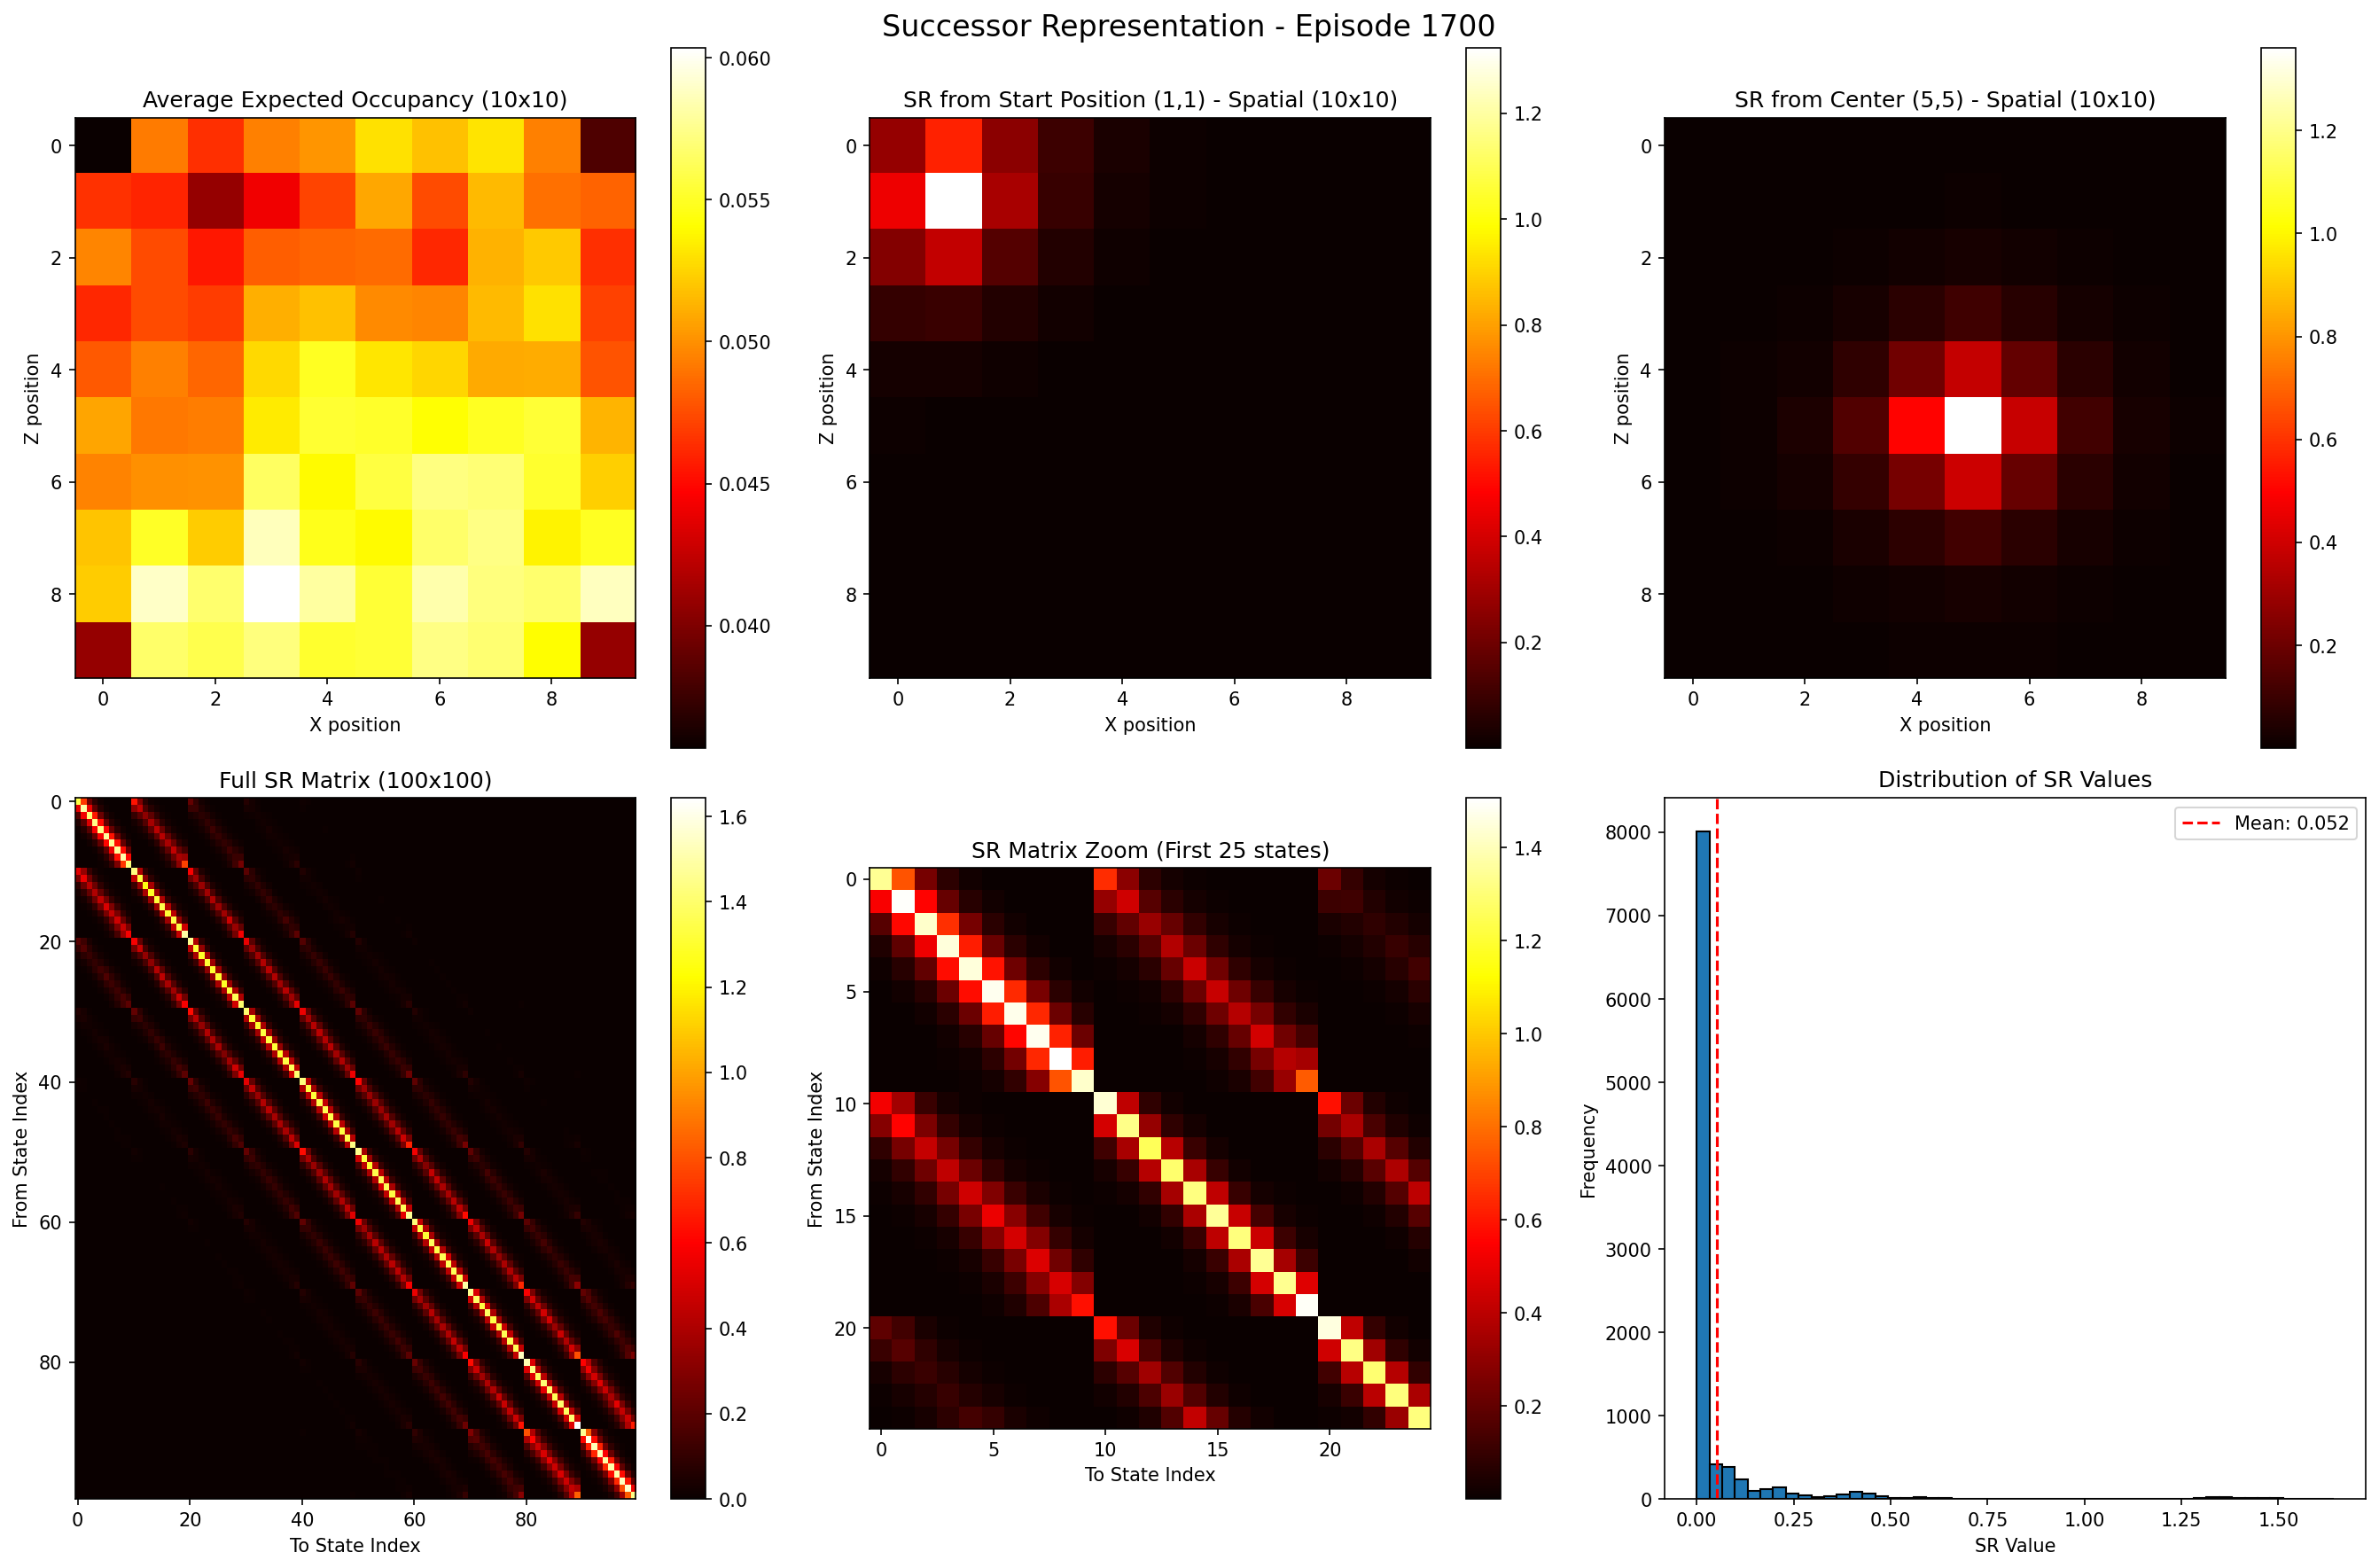 Successor Representation - Episode 1700
Average Expected Occupancy (10x10)
0
2
4
6
8
Z position
0 2 4 6 8
X position
0.060
0.055
0.050
0.045
0.040
SR from Start Position (1,1) - Spatial (10x10)
0
2
4
6
8
Z position
0 2 4 6 8
X position
1.2
1.0
0.8
0.6
0.4
0.2
SR from Center (5,5) - Spatial (10x10)
0
2
4
6
8
Z position
0 2 4 6 8
X position
1.2
1.0
0.8
0.6
0.4
0.2
Full SR Matrix (100x100)
0
20
40
60
80
From State Index
0 20 40 60 80
To State Index
1.6
1.4
1.2
1.0
0.8
0.6
0.4
0.2
0.0
SR Matrix Zoom (First 25 states)
0
5
10
15
20
From State Index
0 5 10 15 20
To State Index
1.4
1.2
1.0
0.8
0.6
0.4
0.2
Distribution of SR Values
Mean: 0.052
8000
7000
6000
5000
4000
3000
2000
1000
0
Frequency
0.00 0.25 0.50 0.75 1.00 1.25 1.50
SR Value